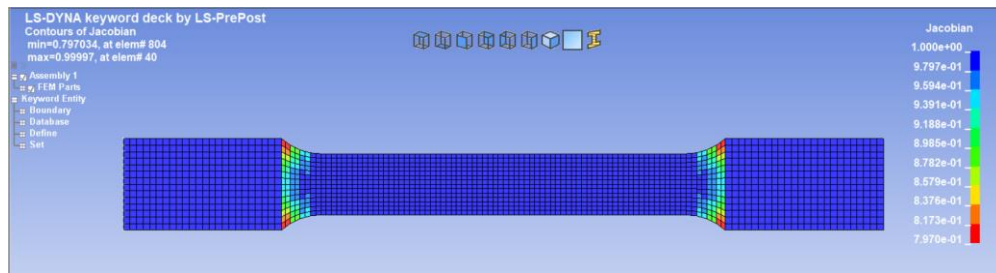 LS-DYNA keyword deck by LS-PrePost
Contours of Jacobian
min=0.797034, at elem# 804
max=0.99997, at elem# 40
Assembly 1
FEM Parts
Keyword Entity
Boundary
Database
Define
Set
Jacobian
1.000e+00
9.797e-01
9.594e-01
9.391e-01
9.188e-01
8.985e-01
8.782e-01
8.579e-01
8.376e-01
8.173e-01
7.970e-01